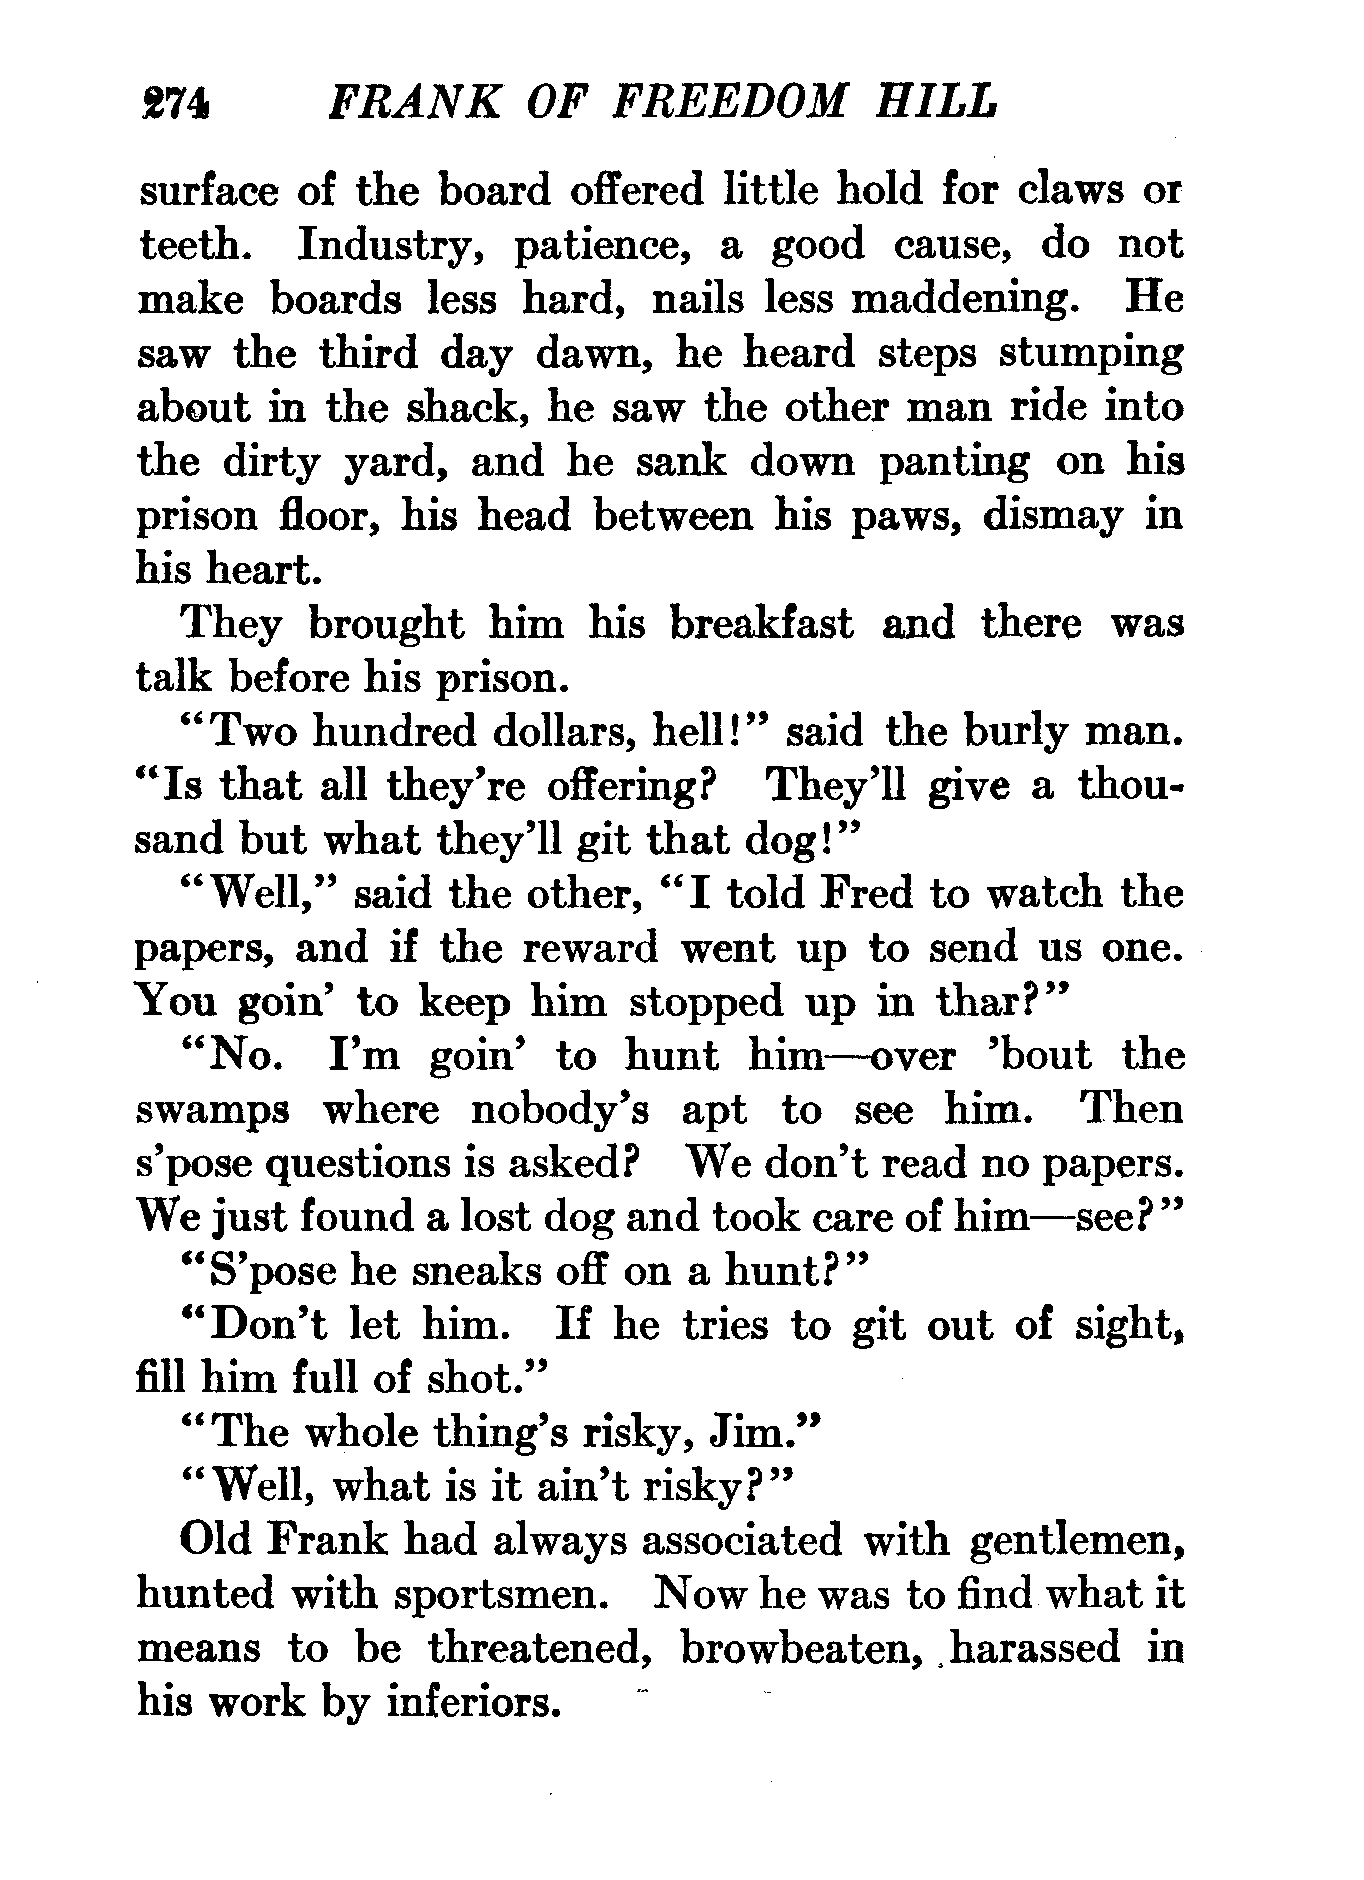 274 FRANK OF FREEDOM HILL
surface of the board offered little hold for claws or
teeth. Industry, patience, a good cause, do not
make boards less hard, nails less maddening. He
saw the third day dawn, he heard steps stumping
about in the shack, he saw the other man ride into
the dirty yard, and he sank down panting on his
prison floor, his head between his paws, dismay in
his heart.
They brought him his breakfast and there was
talk before his prison.
“Two hundred dollars, hell!” said the burly man.
“Is that all they’re offering? They’ll give a thou-
sand but what they’ll git that dog!”
“Well,” said the other, “I told Fred to watch the
papers, and if the reward went up to send us one.
You goin’ to keep him stopped up in thar?”
“No. I’m goin’ to hunt him—over ’bout the
swamps where nobody’s apt to see him. Then
s’pose questions is asked? We don’t read no papers.
We just found a lost dog and took care of him—see?”
“S’pose he sneaks off on a hunt?”
“Don’t let him. If he tries to git out of sight,
fill him full of shot.”
“The whole thing’s risky, Jim.”
“Well, what is it ain’t risky?”
Old Frank had always associated with gentlemen,
hunted with sportsmen. Now he was to find what it
means to be threatened, browbeaten, harassed in
his work by inferiors.